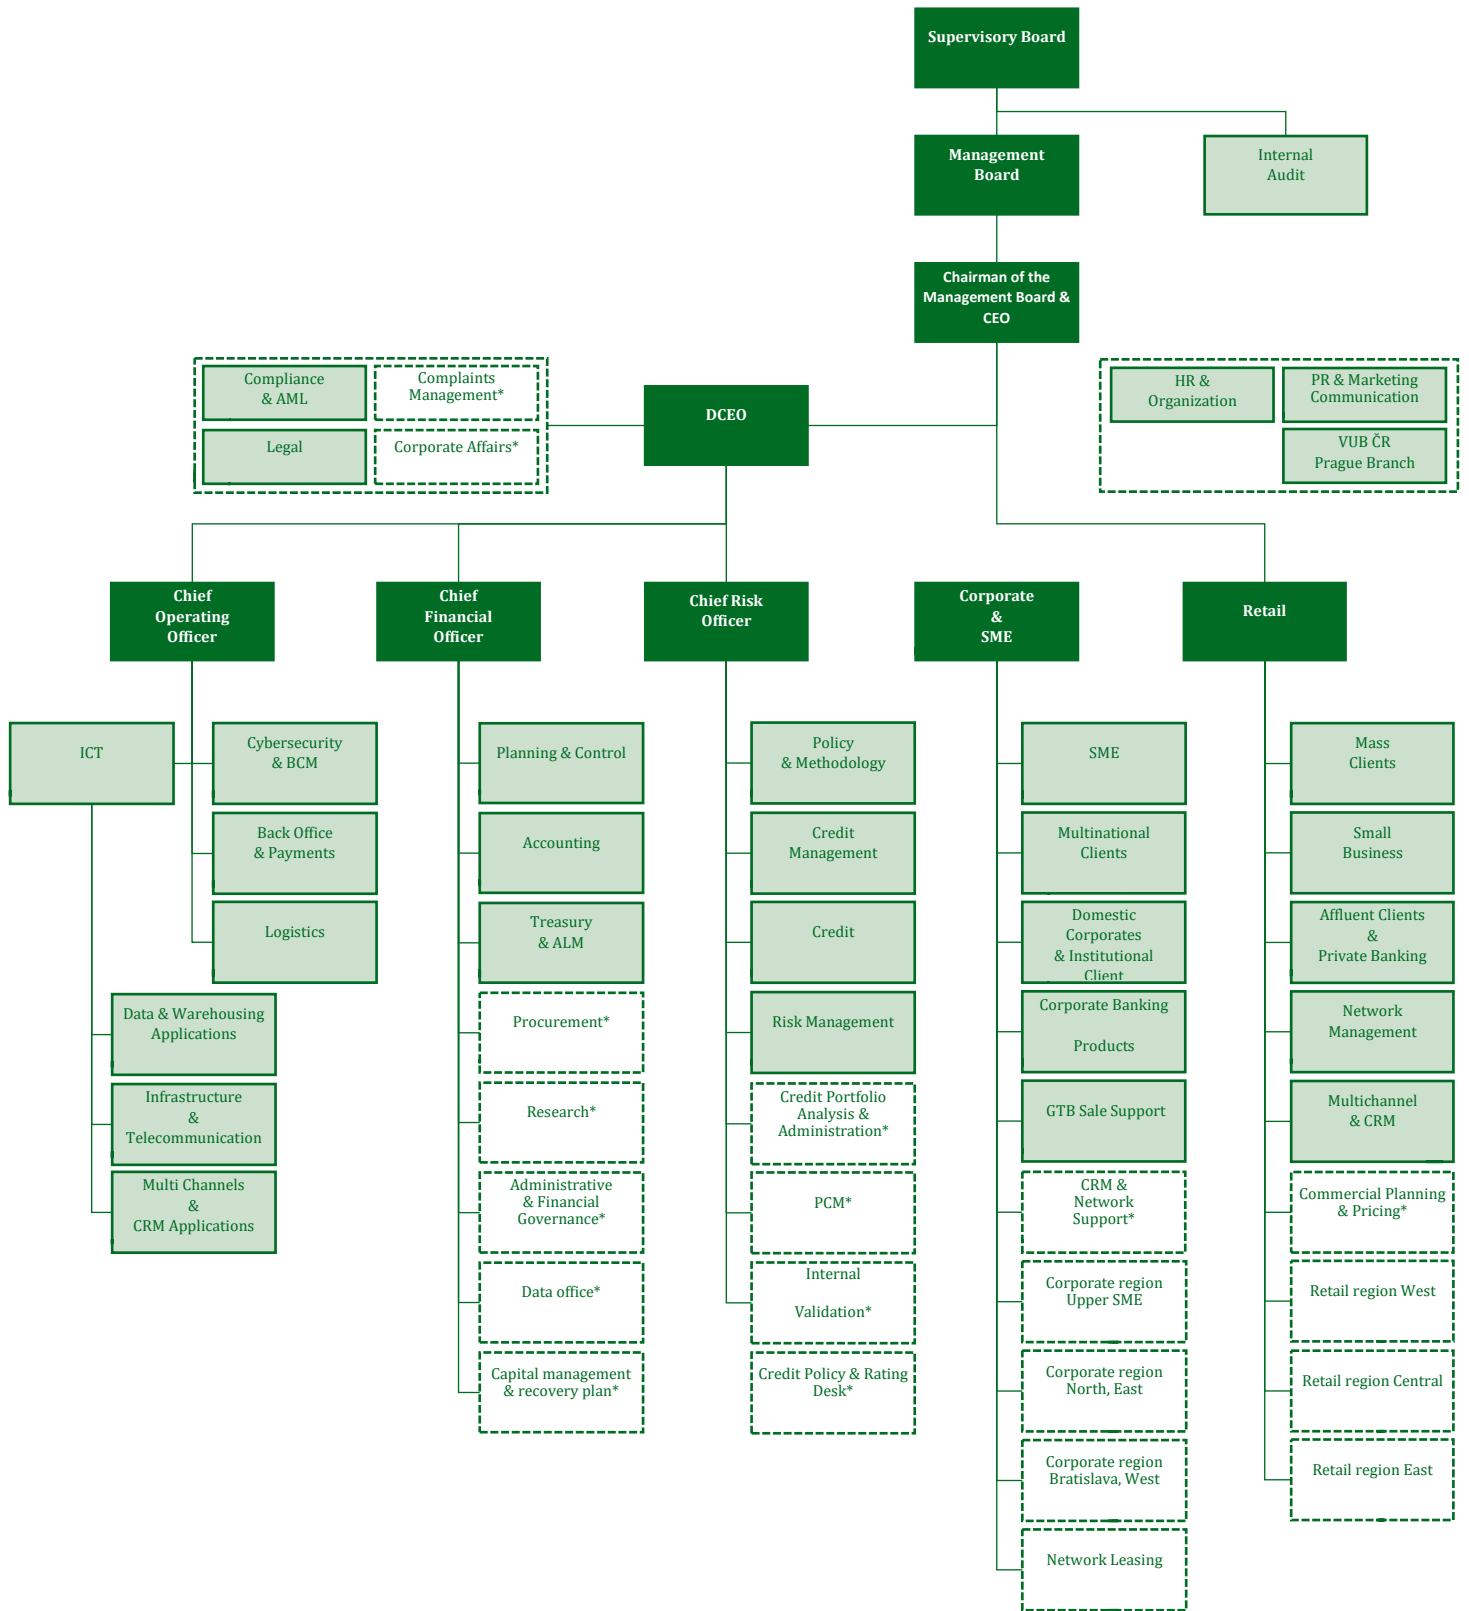 Supervisory Board
Management
Board
Internal
Audit
Chairman of the
Management Board &
CEO
Compliance
& AML
Complaints
Management*
Legal
Corporate Affairs*
DCEO
HR &
Organization
PR & Marketing
Communication
VUB ČR
Prague Branch
Chief
Operating
Officer
Chief
Financial
Officer
Chief Risk
Officer
Corporate
&
SME
Retail
ICT
Cybersecurity
& BCM
Back Office
& Payments
Logistics
Data & Warehousing
Applications
Infrastructure
&
Telecommunication
Multi Channels
&
CRM Applications
Planning & Control
Accounting
Treasury
& ALM
Procurement*
Research*
Administrative
& Financial
Governance*
Data office*
Capital management
& recovery plan*
Policy
& Methodology
Credit
Management
Credit
Risk Management
Credit Portfolio
Analysis &
Administration*
PCM*
Internal
Validation*
Credit Policy & Rating
Desk*
SME
Multinational
Clients
Domestic
Corporates
& Institutional
Client
Corporate Banking
Products
GTB Sale Support
CRM &
Network
Support*
Corporate region
Upper SME
Corporate region
North, East
Corporate region
Bratislava, West
Network Leasing
Mass
Clients
Small
Business
Affluent Clients
&
Private Banking
Network
Management
Multichannel
& CRM
Commercial Planning
& Pricing*
Retail region West
Retail region Central
Retail region East